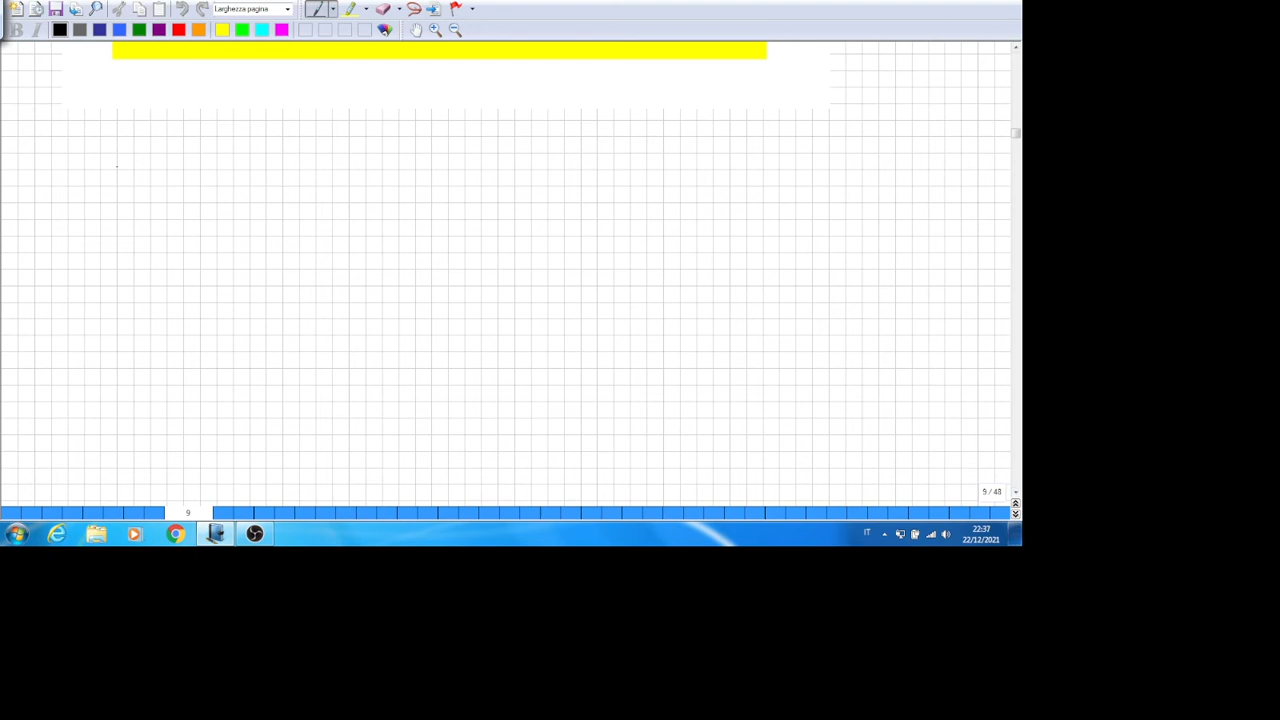 Larghezza pagina
B I
9 / 48
9
IT
22:37
22/12/2021